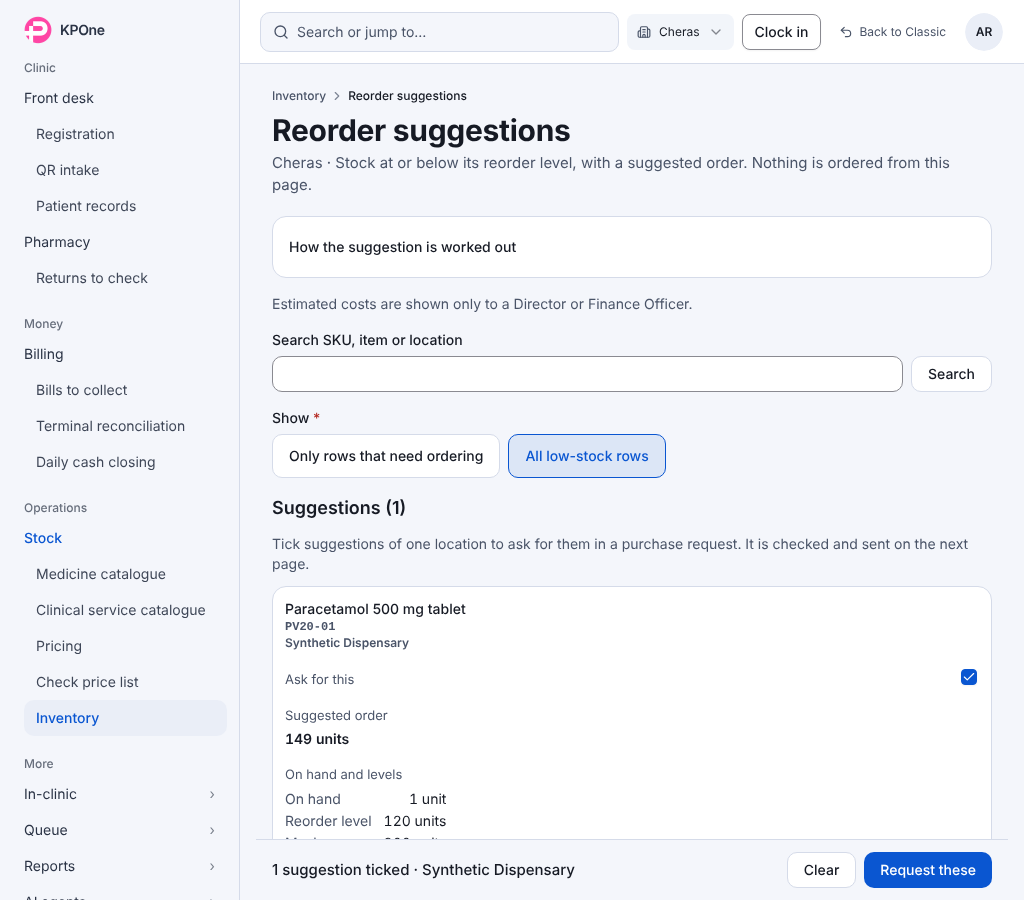 KPOne
Clinic
Front desk
Registration
QR intake
Patient records
Pharmacy
Returns to check
Money
Billing
Bills to collect
Terminal reconciliation
Daily cash closing
Operations
Stock
Medicine catalogue
Clinical service catalogue
Pricing
Check price list
Inventory
More
In-clinic
Queue
Reports
Search or jump to...
Cheras
Clock in
Back to Classic
AR
Inventory > Reorder suggestions
Reorder suggestions
Cheras · Stock at or below its reorder level, with a suggested order. Nothing is ordered from this
page.
How the suggestion is worked out
Estimated costs are shown only to a Director or Finance Officer.
Search SKU, item or location
Search
Show *
Only rows that need ordering
All low-stock rows
Suggestions (1)
Tick suggestions of one location to ask for them in a purchase request. It is checked and sent on the next
page.
Paracetamol 500 mg tablet
PV20-01
Synthetic Dispensary
Ask for this
Suggested order
149 units
On hand and levels
On hand 1 unit
Reorder level 120 units
1 suggestion ticked · Synthetic Dispensary
Clear
Request these